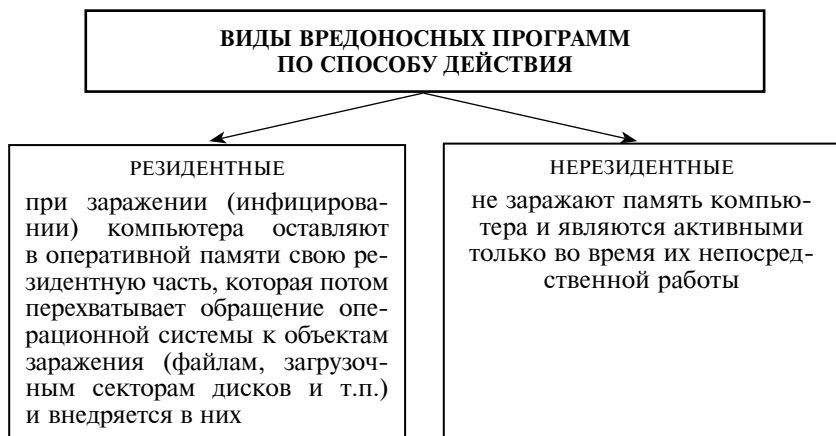 ВИДЫ ВРЕДОНОСНЫХ ПРОГРАММ
ПО СПОСОБУ ДЕЙСТВИЯ
РЕЗИДЕНТНЫЕ
при заражении (инфицирова-
нии) компьютера оставляют
в оперативной памяти свою ре-
зидентную часть, которая потом
перехватывает обращение опе-
рационной системы к объектам
заражения (файлам, загрузоч-
ным секторам дисков и т.п.)
и внедряется в них
НЕРЕЗИДЕНТНЫЕ
не заражают память компью-
тера и являются активными
только во время их непосред-
ственной работы